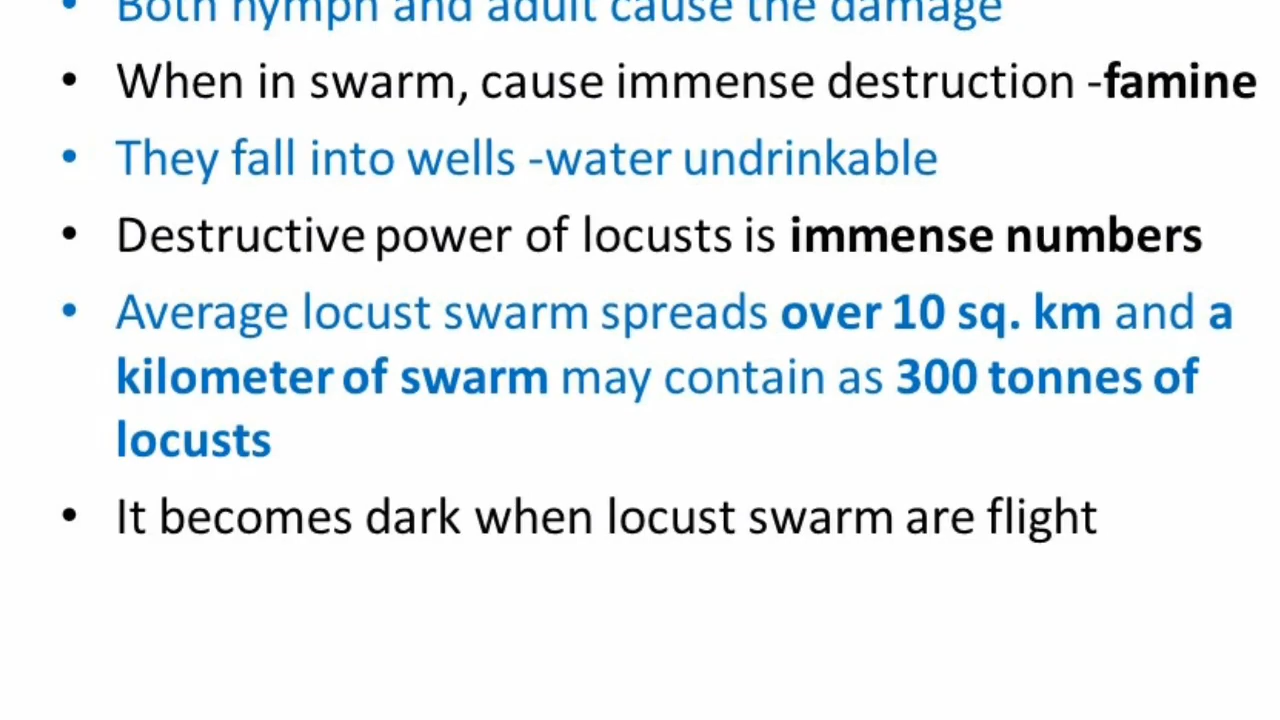 • Both nymph and adult cause the damage
• When in swarm, cause immense destruction -famine
• They fall into wells -water undrinkable
• Destructive power of locusts is immense numbers
• Average locust swarm spreads over 10 sq. km and a
kilometer of swarm may contain as 300 tonnes of
locusts
• It becomes dark when locust swarm are flight